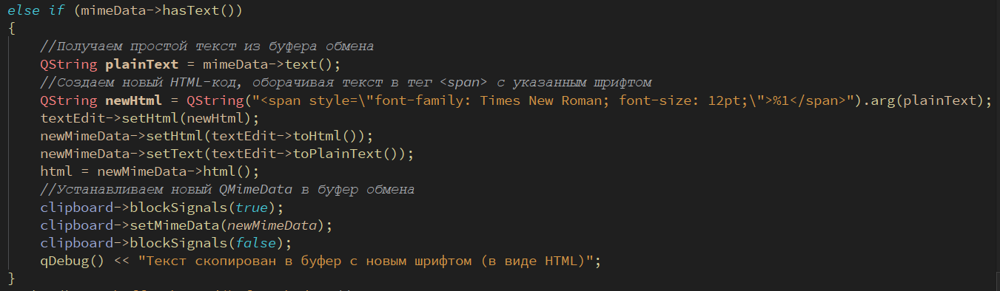 else if (mimeData->hasText())
{
//Получаем простой текст из буфера обмена
QString plainText = mimeData->text();
//Создаем новый HTML-код, оборачивая текст в тег <span> с указанным шрифтом
QString newHtml = QString("<span style=\"font-family: Times New Roman; font-size: 12pt;\">%1</span>").arg(plainText);
textEdit->setHtml(newHtml);
newMimeData->setHtml(textEdit->toHtml());
newMimeData->setText(textEdit->toPlainText());
html = newMimeData->html();
//Устанавливаем новый QMimeData в буфер обмена
clipboard->blockSignals(true);
clipboard->setMimeData(newMimeData);
clipboard->blockSignals(false);
qDebug() << "Текст скопирован в буфер с новым шрифтом (в виде HTML)";
}